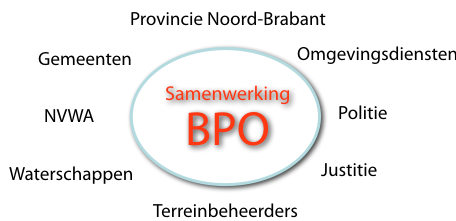 Provincie Noord-Brabant
Gemeenten
Omgevingsdiensten
Samenwerking
BPO
NVWA
Politie
Waterschappen
Justitie
Terreinbeheerders